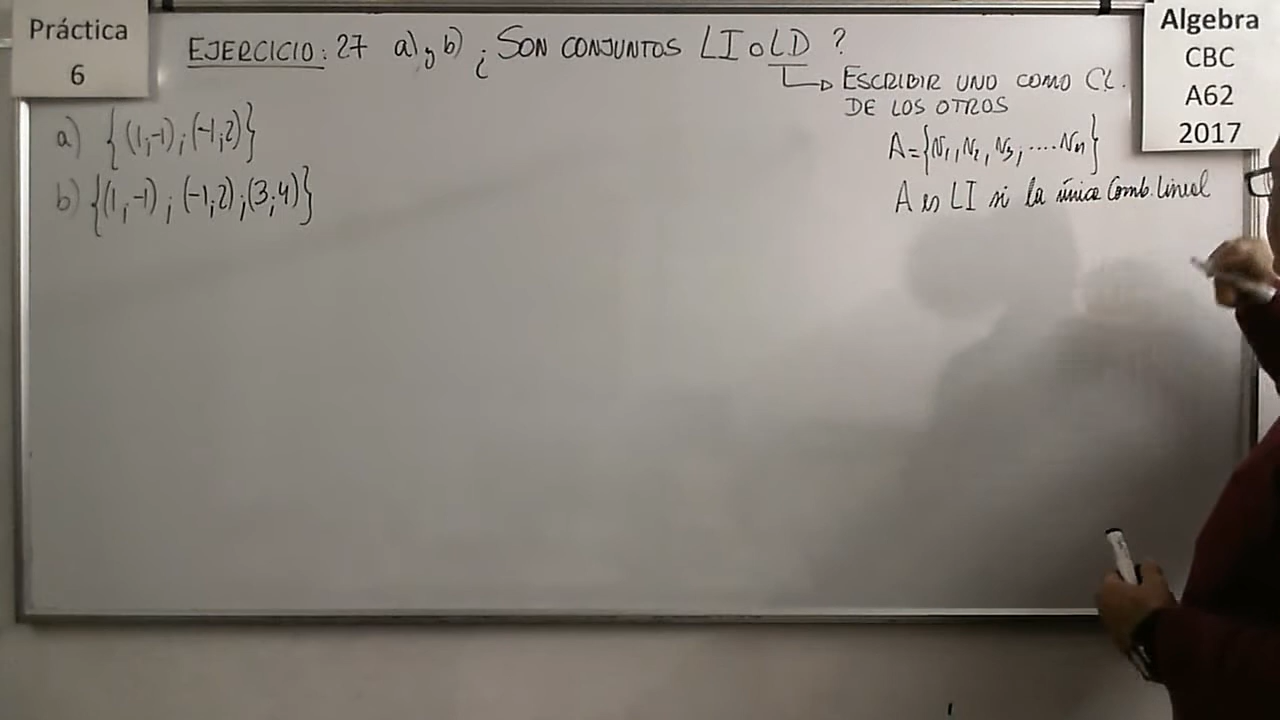 Práctica
6
EJERCICIO: 27 a) y b) ¿SON CONJUNTOS LI o LD ?
ESCRIBIR UNO COMO CL.
DE LOS OTROS
Algebra
CBC
A62
2017
a) {(1,-1);(-1,2)}
b) {(1,-1);(-1,2);(3,4)}
A={v1,v2,v3,....vn}
A es LI si la única Comb. Lineal